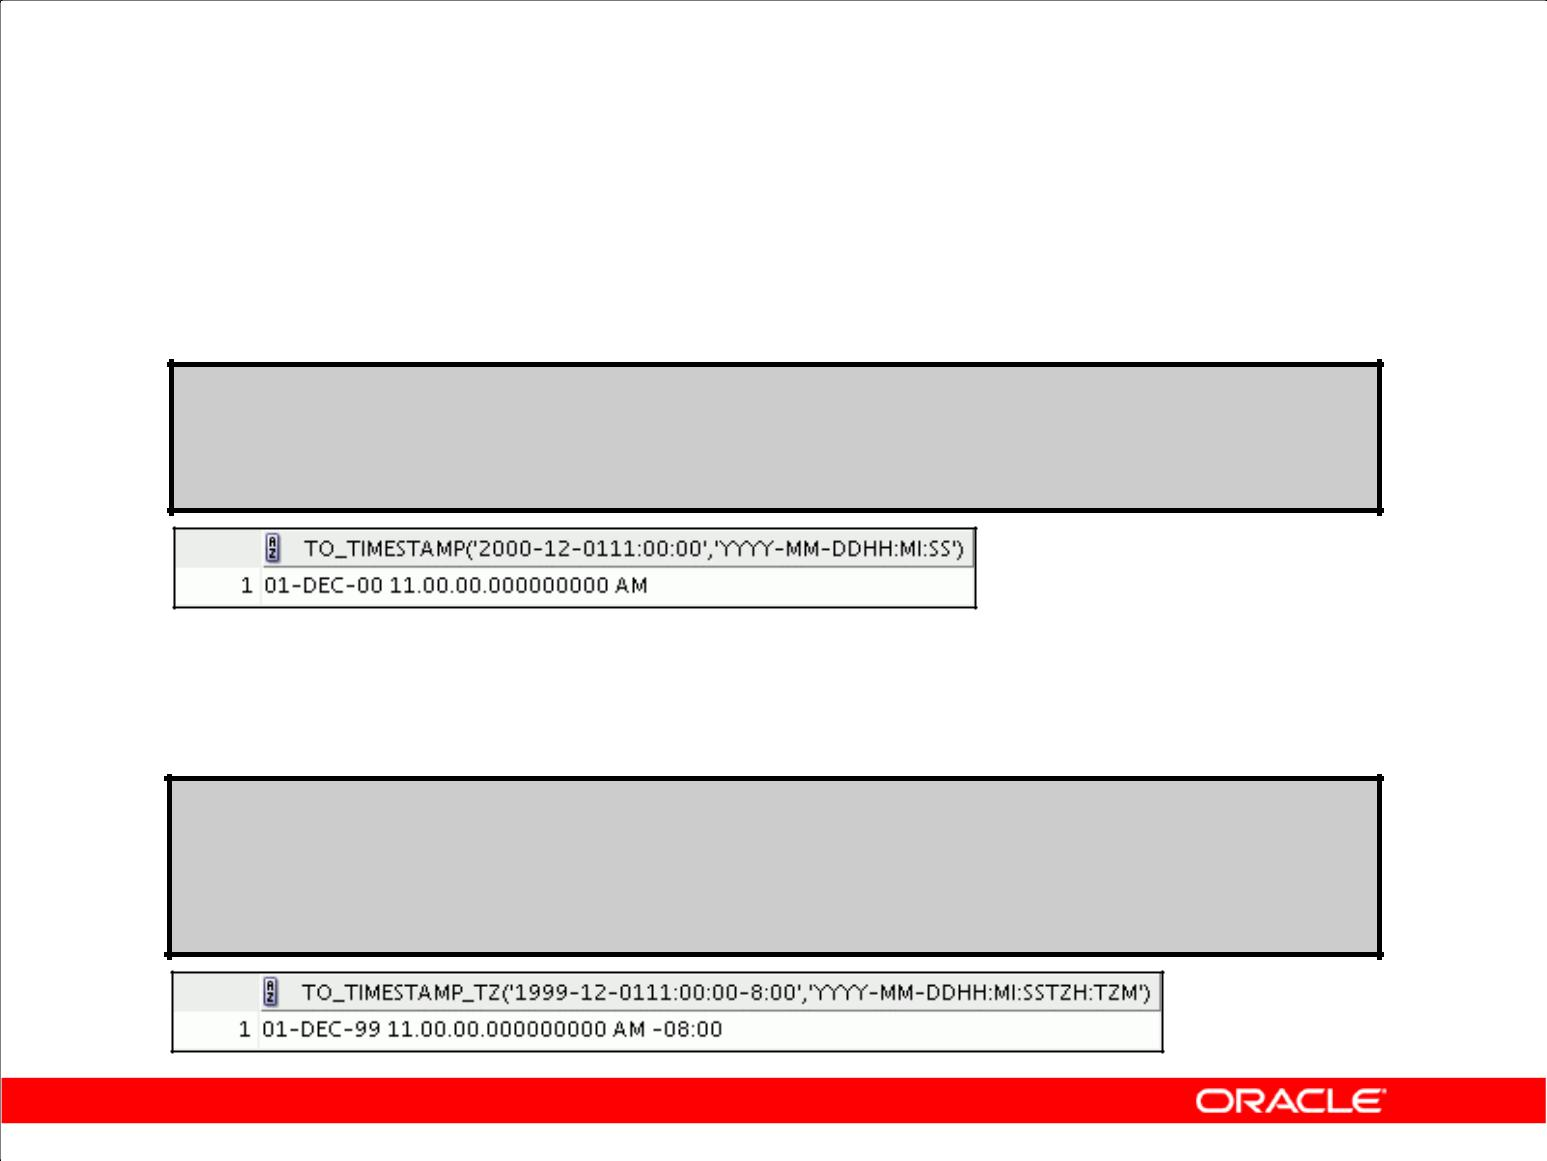 TO_TIMESTAMP('2000-12-0111:00:00','YYYY-MM-DDHH:MI:SS')
1 01-DEC-00 11.00.00.000000000 AM
TO_TIMESTAMP_TZ('1999-12-0111:00:00-8:00','YYYY-MM-DDHH:MI:SSTZH:TZM')
1 01-DEC-99 11.00.00.000000000 AM -08:00
ORACLE